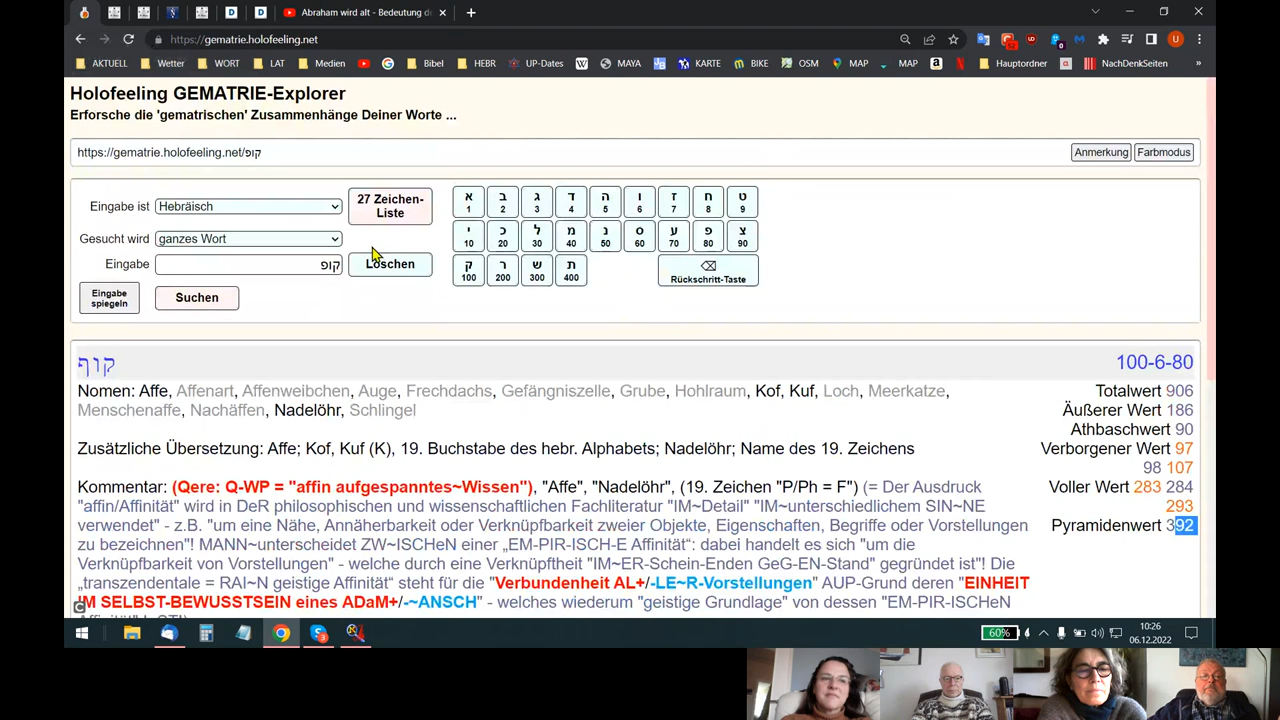 Abraham wird alt - Bedeutung de
https://gematrie.holofeeling.net
AKTUELL Wetter WORT LAT Medien Bibel HEBR UP-Dates MAYA KARTE BIKE OSM MAP MAP Hauptordner NachDenkSeiten »
Holofeeling GEMATRIE-Explorer
Erforsche die 'gematrischen' Zusammenhänge Deiner Worte ...
https://gematrie.holofeeling.net/קופ
Anmerkung Farbmodus
Eingabe ist Hebräisch
27 Zeichen-
Liste
Gesucht wird ganzes Wort
Eingabe קופ
Löschen
Eingabe
spiegeln
Suchen
א ב ג ד ה ו ז ח ט
1 2 3 4 5 6 7 8 9
י כ ל מ נ ס ע פ צ
10 20 30 40 50 60 70 80 90
ק ר ש ת
100 200 300 400
Rückschritt-Taste
קוף 100-6-80
Nomen: Affe, Affenart, Affenweibchen, Auge, Frechdachs, Gefängniszelle, Grube, Hohlraum, Kof, Kuf, Loch, Meerkatze,
Menschenaffe, Nachäffen, Nadelöhr, Schlingel
Zusätzliche Übersetzung: Affe; Kof, Kuf (K), 19. Buchstabe des hebr. Alphabets; Nadelöhr; Name des 19. Zeichens
Kommentar: (Qere: Q-WP = "affin aufgespanntes~Wissen"), "Affe", "Nadelöhr", (19. Zeichen "P/Ph = F") (= Der Ausdruck
"affin/Affinität" wird in DeR philosophischen und wissenschaftlichen Fachliteratur "IM~Detail" "IM~unterschiedlichem SIN~NE
verwendet" - z.B. "um eine Nähe, Annäherbarkeit oder Verknüpfbarkeit zweier Objekte, Eigenschaften, Begriffe oder Vorstellungen
zu bezeichnen"! MANN~unterscheidet ZW~ISCHeN einer „EM-PIR-ISCH-E Affinität“: dabei handelt es sich "um die
Verknüpfbarkeit von Vorstellungen" - welche durch eine Verknüpftheit "IM~ER-Schein-Enden GeG-EN-Stand" gegründet ist"! Die
„transzendentale = RAI~N geistige Affinität“ steht für die "Verbundenheit AL+/-LE~R-Vorstellungen" AUP-Grund deren "EINHEIT
IM SELBST-BEWUSSTSEIN eines ADaM+/-~ANSCH" - welches wiederum "geistige Grundlage" von dessen "EM-PIR-ISCHeN
Totalwert 906
Äußerer Wert 186
Athbaschwert 90
Verborgener Wert 97
98 107
Voller Wert 283 284
293
Pyramidenwert 392
60%
10:26
06.12.2022